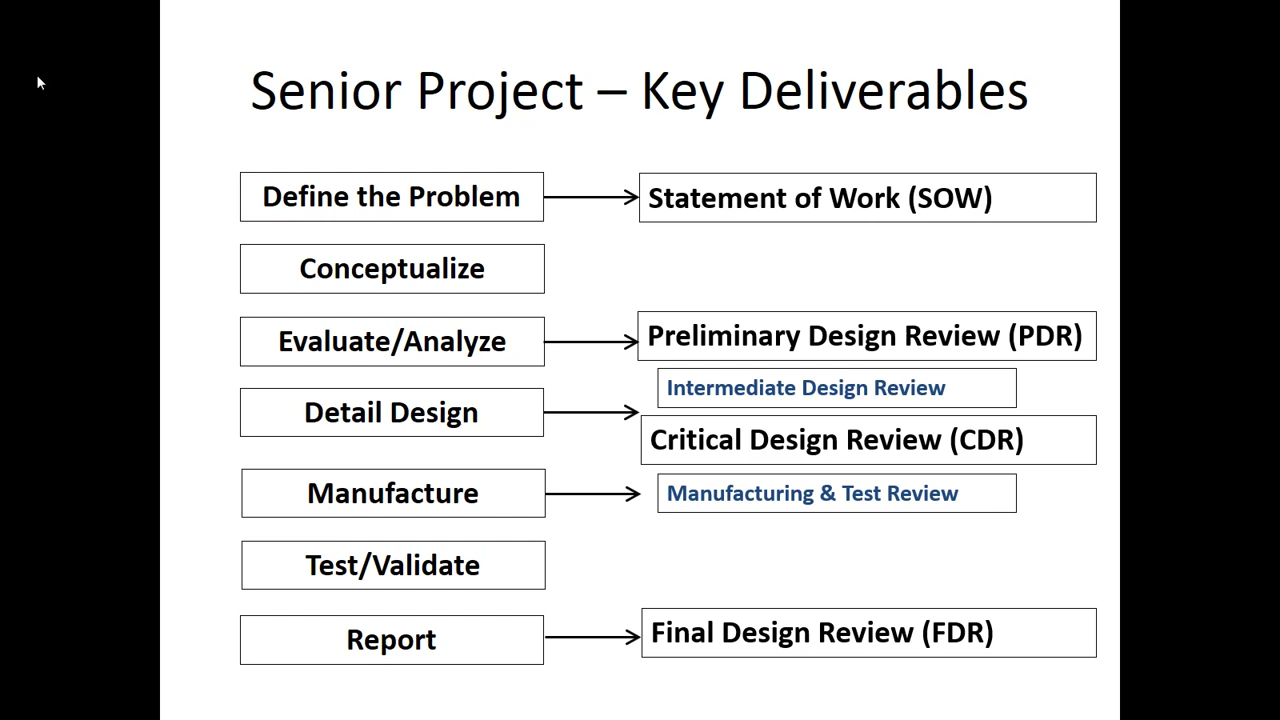 Senior Project – Key Deliverables
Define the Problem
Statement of Work (SOW)
Conceptualize
Evaluate/Analyze
Preliminary Design Review (PDR)
Intermediate Design Review
Detail Design
Critical Design Review (CDR)
Manufacture
Manufacturing & Test Review
Test/Validate
Report
Final Design Review (FDR)